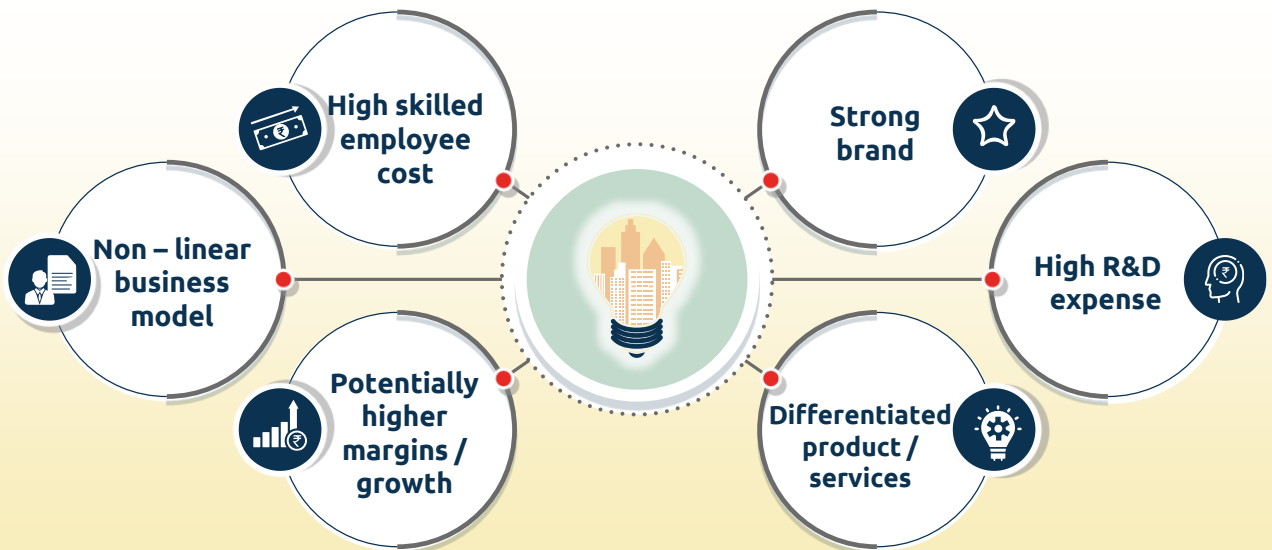 High skilled
employee
cost
Strong
brand
Non – linear
business
model
High R&D
expense
Potentially
higher
margins /
growth
Differentiated
product /
services